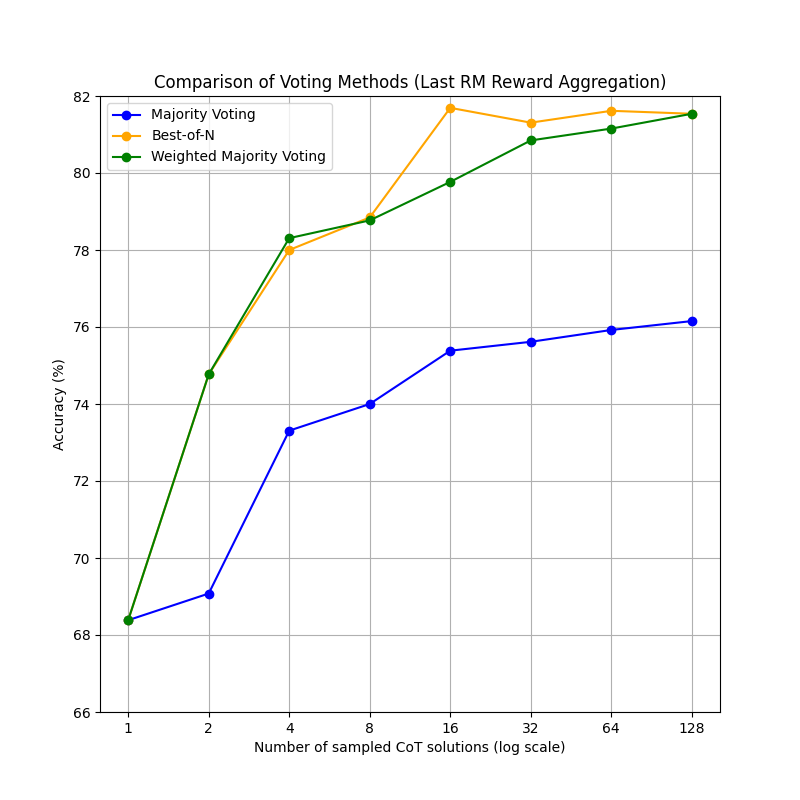 Comparison of Voting Methods (Last RM Reward Aggregation)
Majority Voting
Best-of-N
Weighted Majority Voting
82
80
78
76
74
72
70
68
66
Accuracy (%)
1 2 4 8 16 32 64 128
Number of sampled CoT solutions (log scale)